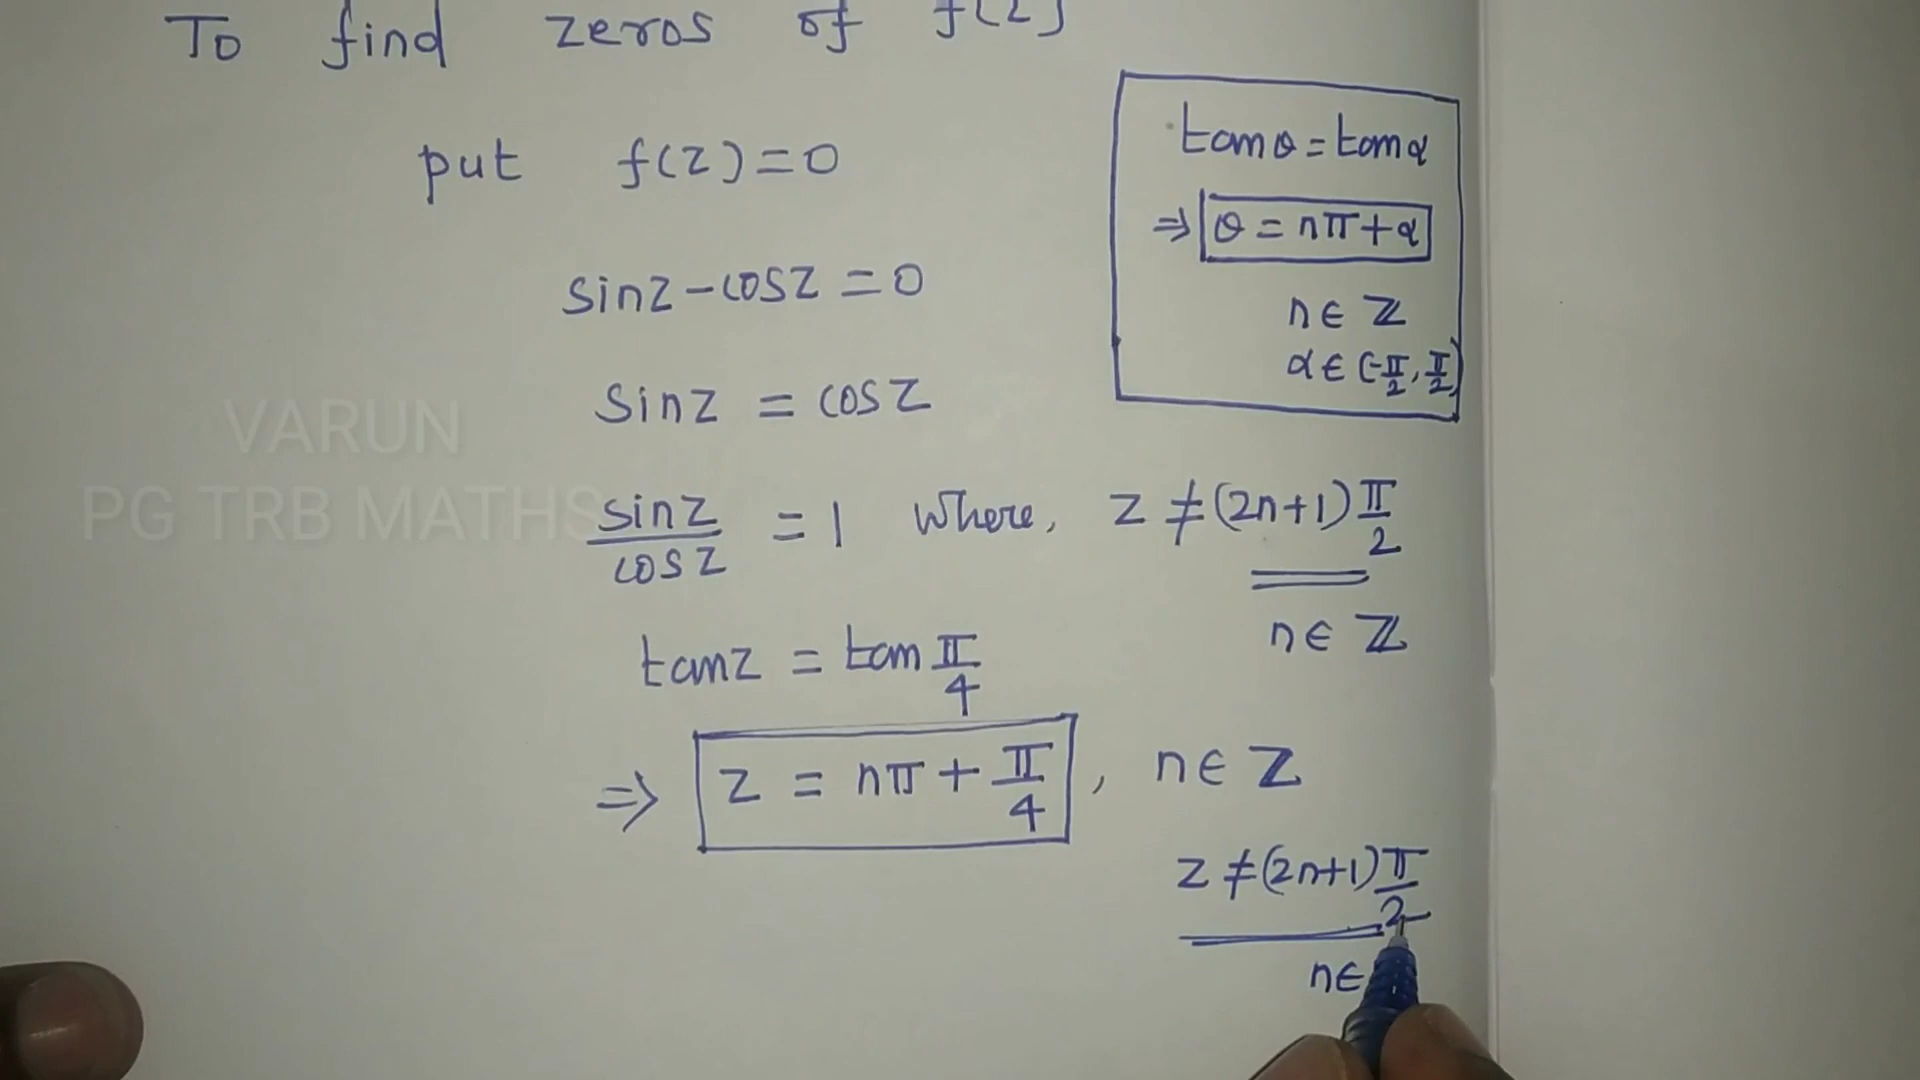 To find zeros of f(z)
put f(z)=0
sinz-cosz=0
sinz = cosz
sinz/cosz = 1 where, z≠(2n+1)π/2
n∈ℤ
tanz = tan π/4
⇒ z = nπ+π/4, n∈ℤ
z≠(2n+1)π/2
n∈
tanθ=tanα
⇒ θ=nπ+α
n∈ℤ
α∈(-π/2,π/2)
VARUN
PG TRB MATHS